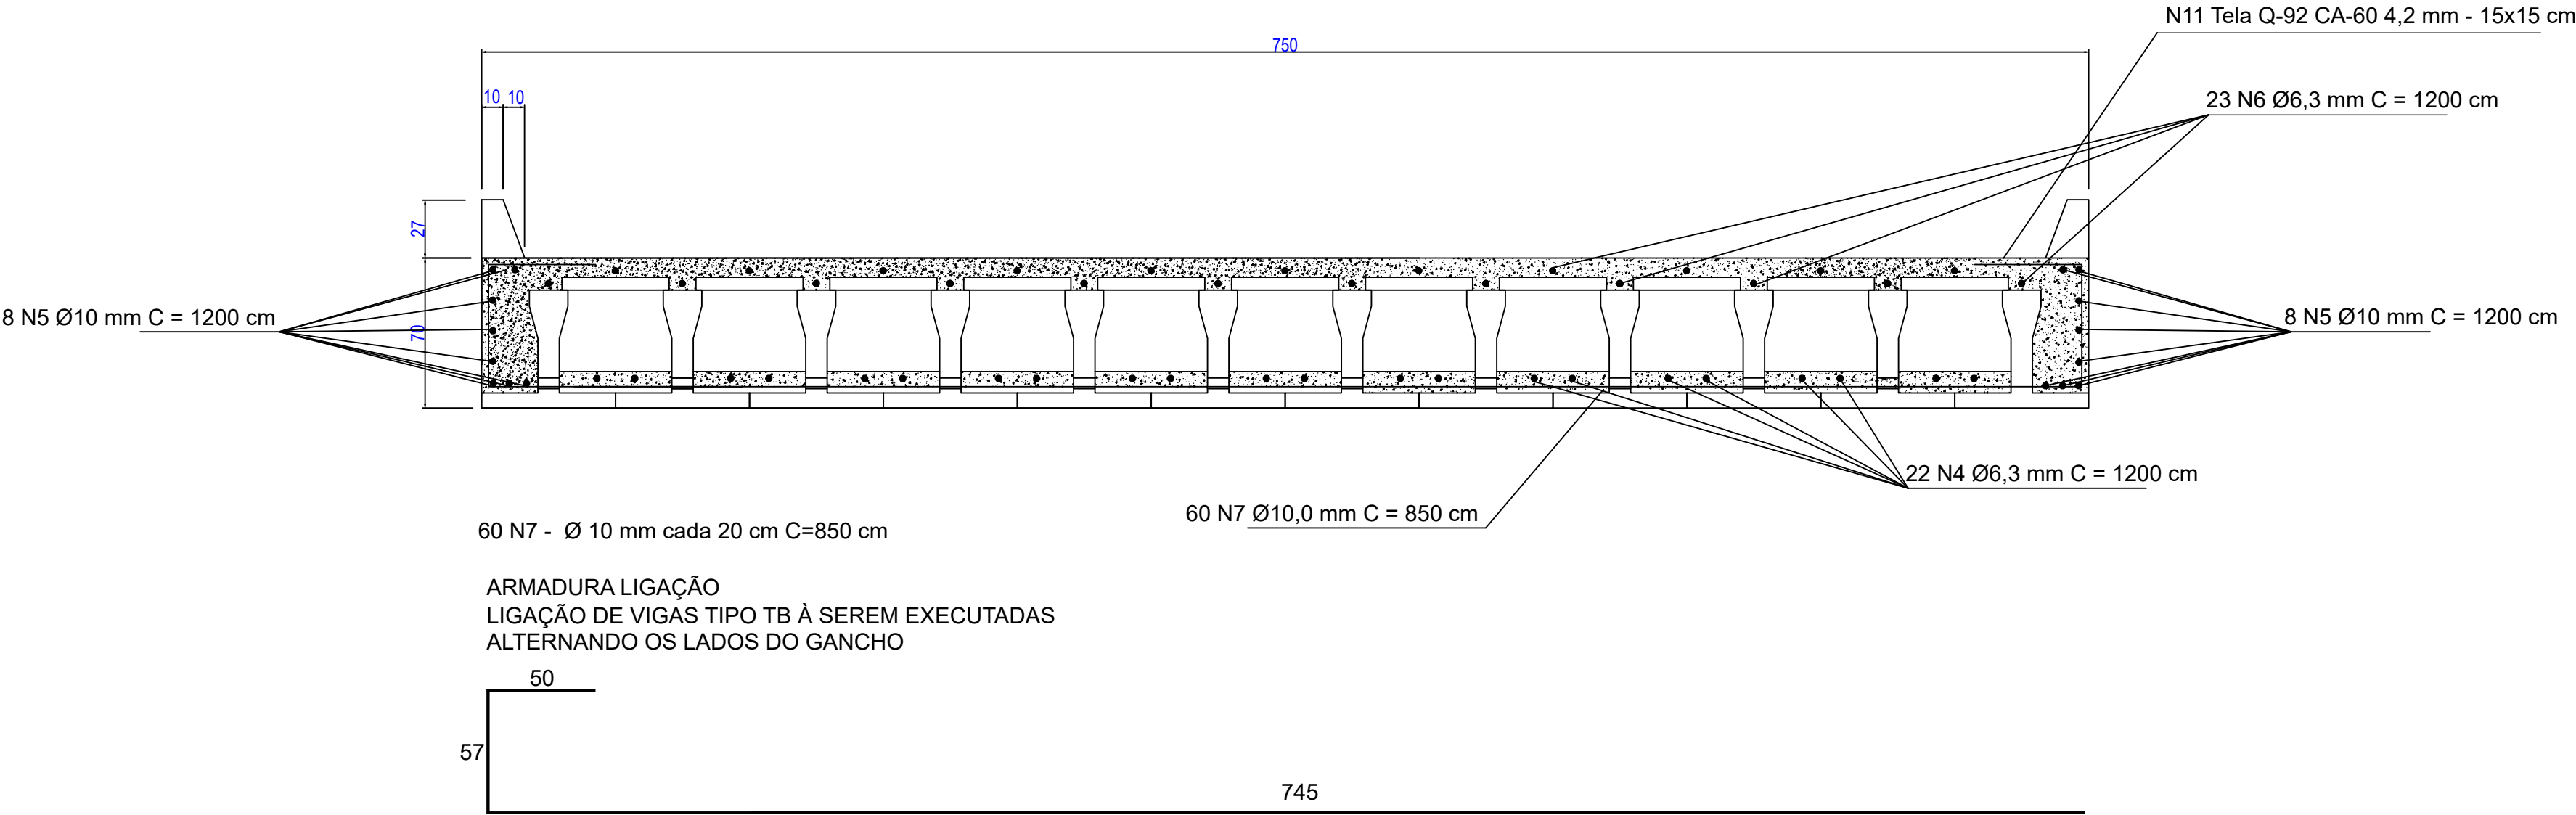 N11 Tela Q-92 CA-60 4,2 mm - 15x15 cm
750
10 10
23 N6 Ø6,3 mm C = 1200 cm
27
8 N5 Ø10 mm C = 1200 cm
70
8 N5 Ø10 mm C = 1200 cm
22 N4 Ø6,3 mm C = 1200 cm
60 N7 Ø10,0 mm C = 850 cm
60 N7 - Ø 10 mm cada 20 cm C=850 cm
ARMADURA LIGAÇÃO
LIGAÇÃO DE VIGAS TIPO TB À SEREM EXECUTADAS
ALTERNANDO OS LADOS DO GANCHO
50
57
745